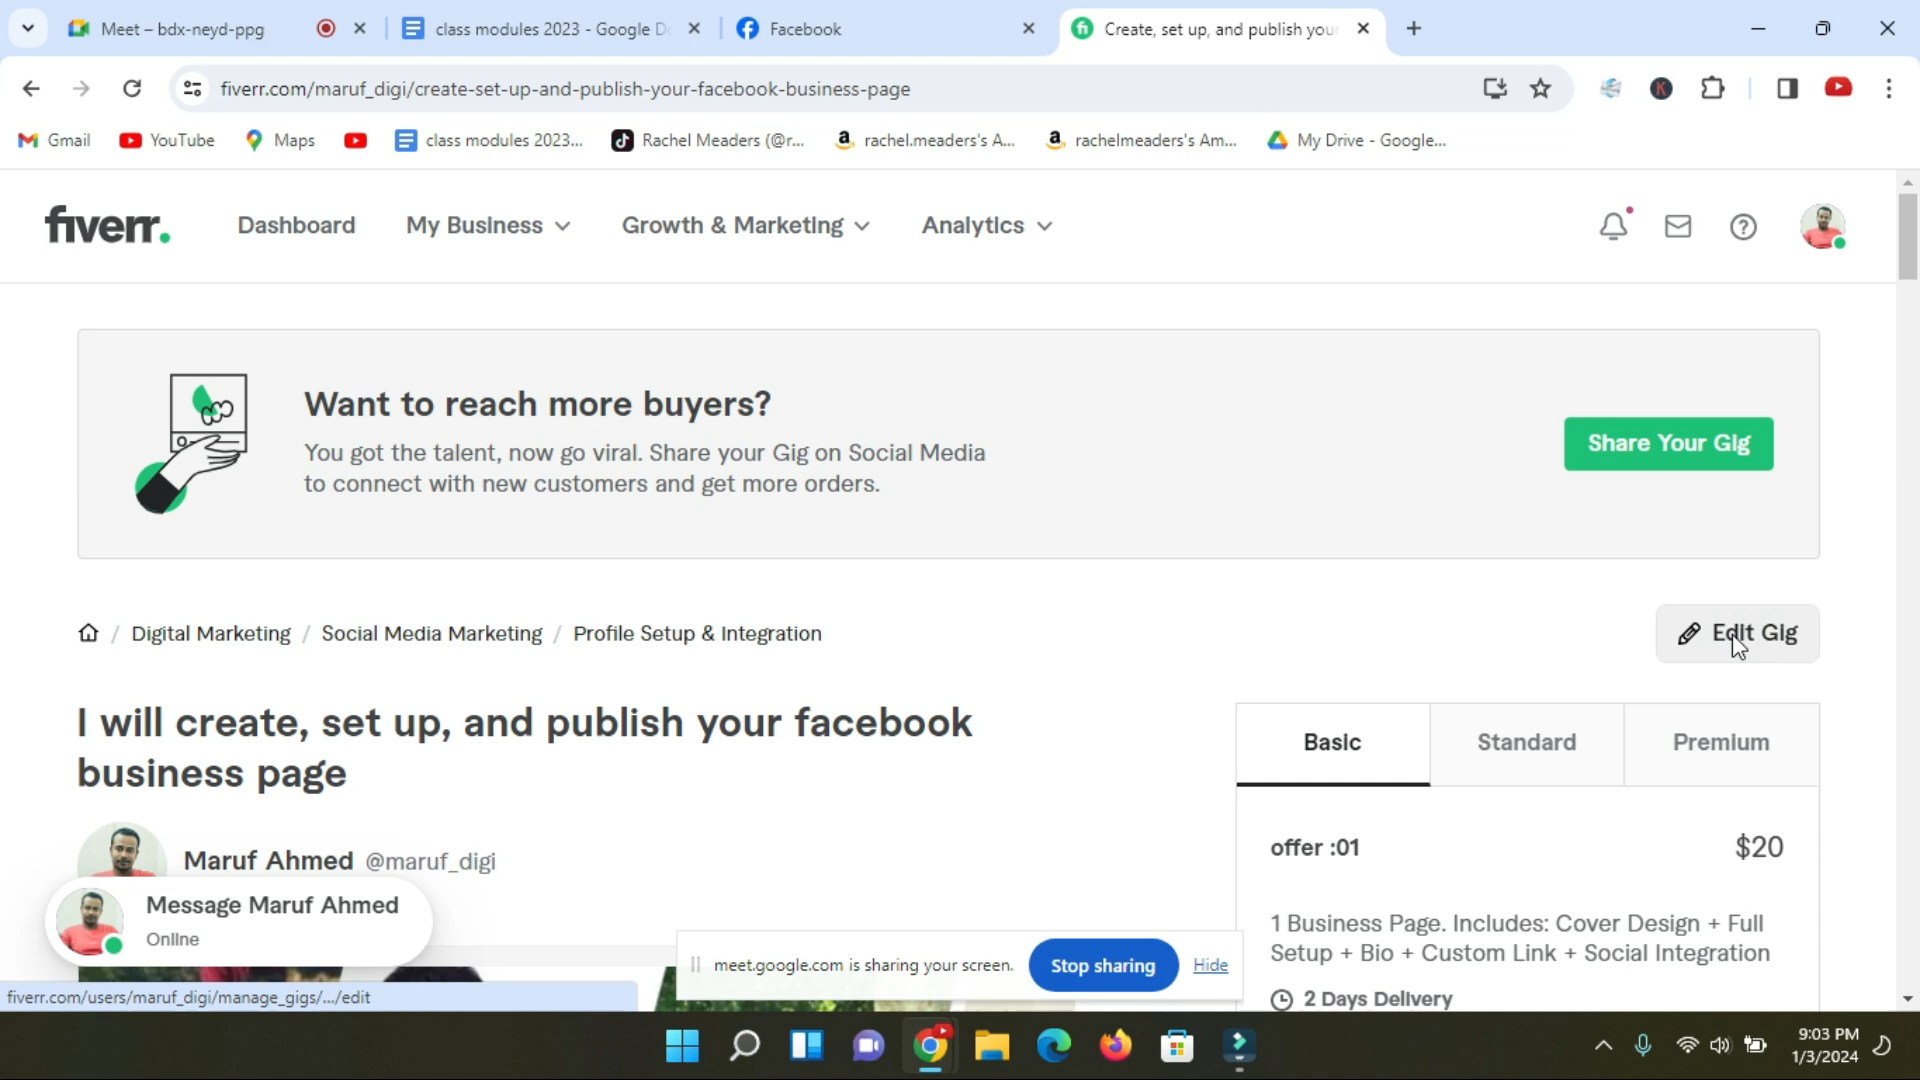 Meet – bdx-neyd-ppg
class modules 2023 - Google D
Facebook
Create, set up, and publish your
fiverr.com/maruf_digi/create-set-up-and-publish-your-facebook-business-page
K
Gmail
YouTube
Maps
class modules 2023...
Rachel Meaders (@r...
rachel.meaders's A...
rachelmeaders's Am...
My Drive - Google...
fiverr.
Dashboard
My Business
Growth & Marketing
Analytics
Want to reach more buyers?
You got the talent, now go viral. Share your Gig on Social Media
to connect with new customers and get more orders.
Share Your Gig
/ Digital Marketing / Social Media Marketing / Profile Setup & Integration
Edit Gig
I will create, set up, and publish your facebook
business page
Basic
Standard
Premium
Maruf Ahmed @maruf_digi
offer :01
$20
Message Maruf Ahmed
Online
1 Business Page. Includes: Cover Design + Full
Setup + Bio + Custom Link + Social Integration
2 Days Delivery
meet.google.com is sharing your screen.
Stop sharing
Hide
fiverr.com/users/maruf_digi/manage_gigs/.../edit
9:03 PM
1/3/2024